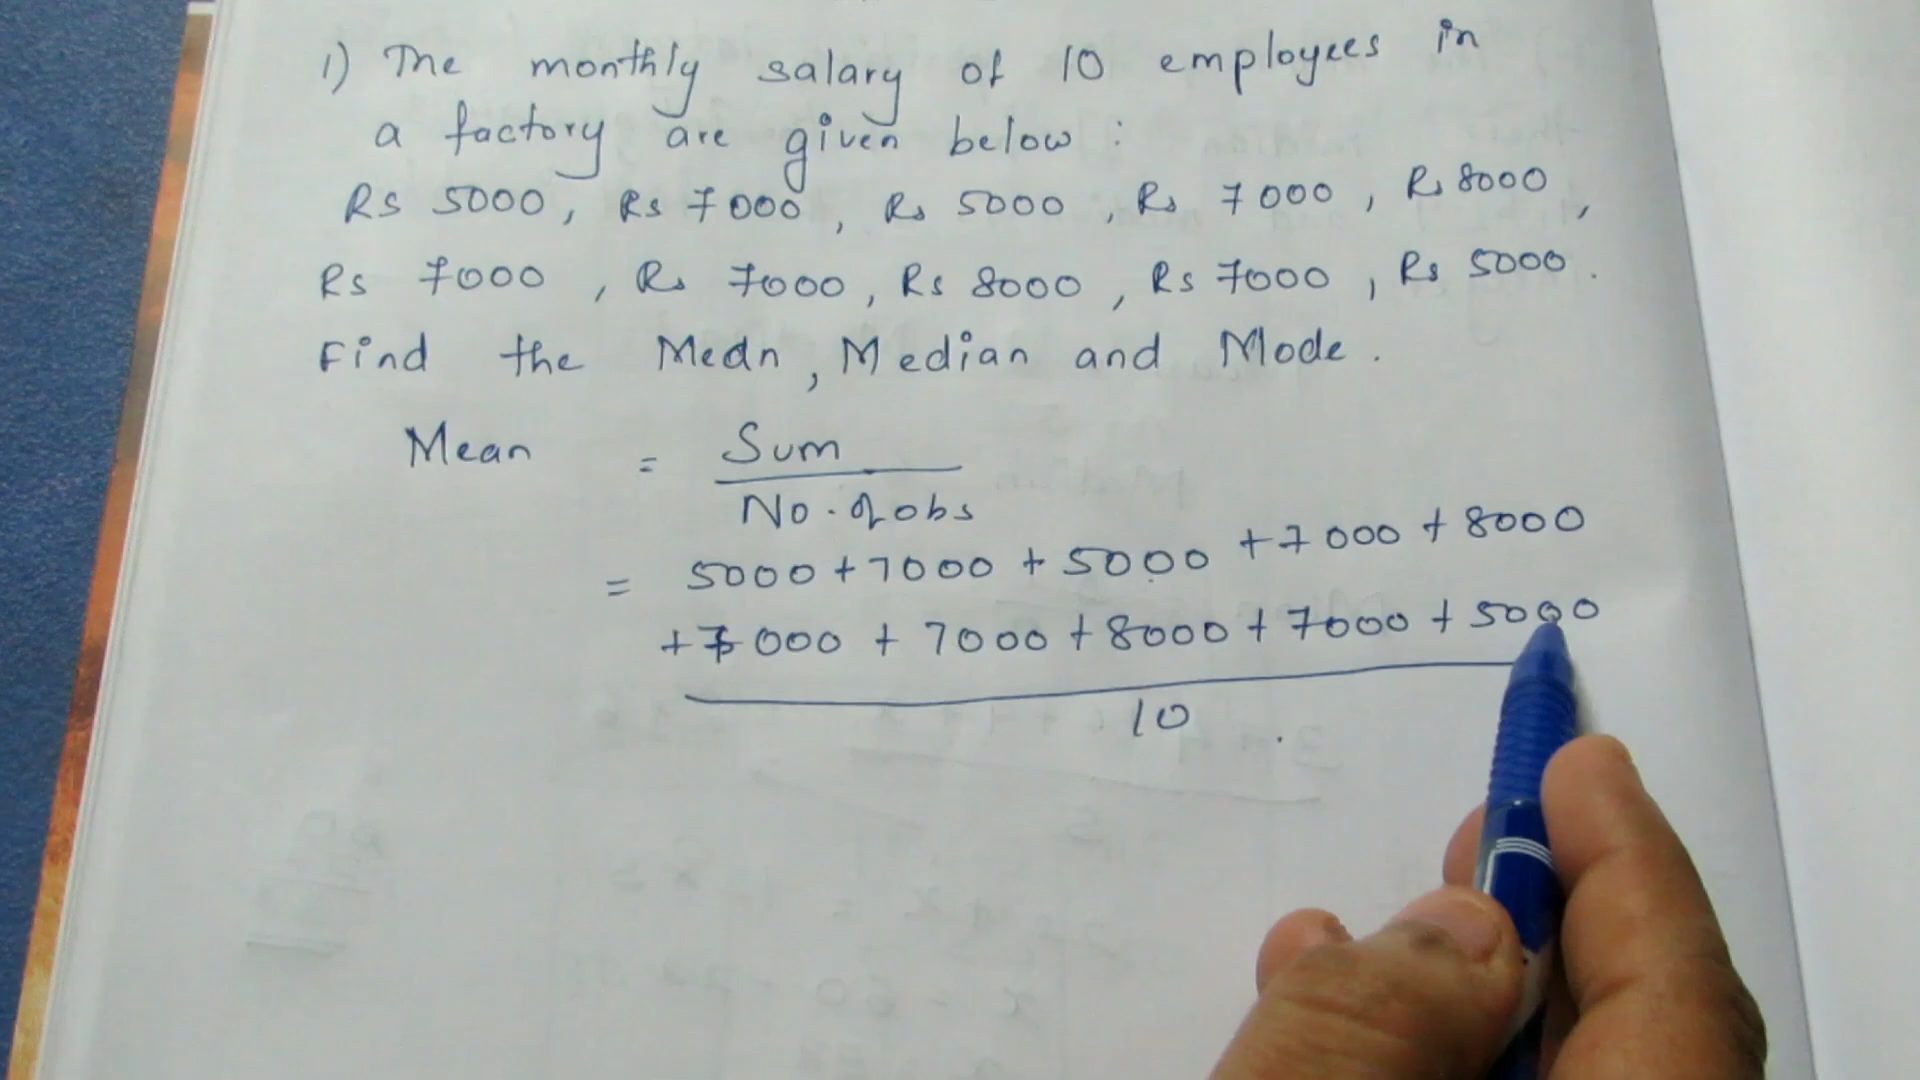 1) The monthly salary of 10 employees in
a factory are given below :
Rs 5000, Rs 7000, Rs 5000, Rs 7000, Rs 8000,
Rs 7000, Rs 7000, Rs 8000, Rs 7000, Rs 5000.
Find the Mean, Median and Mode.
Mean = Sum
No. of obs
= 5000 + 7000 + 5000 + 7000 + 8000
+ 7000 + 7000 + 8000 + 7000 + 5000
10